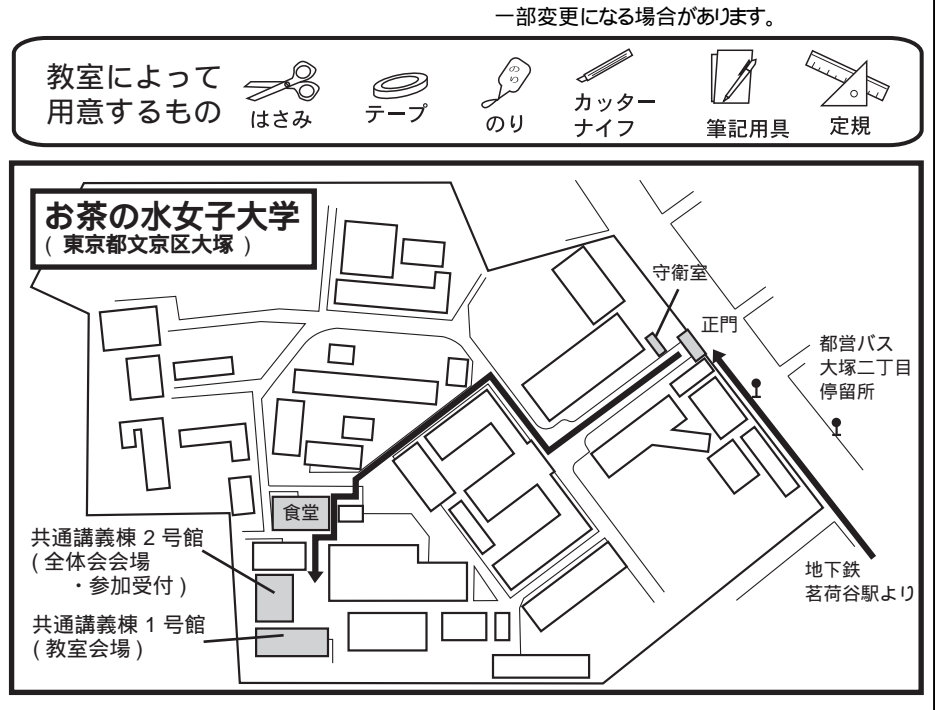 一部変更になる場合があります。
教室によって
用意するもの
はさみ
テープ
のり
のり
カッター
ナイフ
筆記用具
定規
お茶の水女子大学
( 東京都文京区大塚 )
守衛室
正門
都営バス
大塚二丁目
停留所
食堂
共通講義棟 2 号館
( 全体会会場
・参加受付 )
共通講義棟 1 号館
( 教室会場 )
地下鉄
茗荷谷駅より